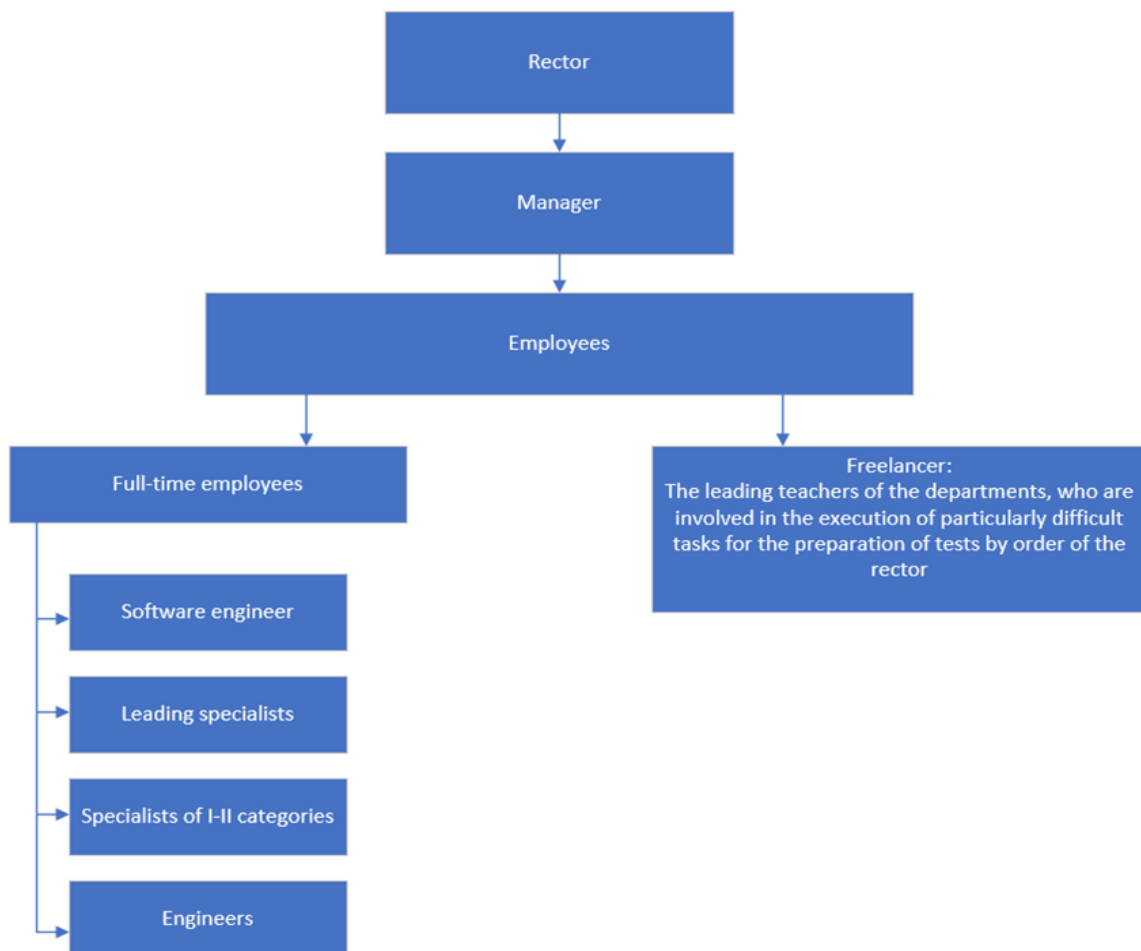 Rector
Manager
Employees
Full-time employees
Freelancer:
The leading teachers of the departments, who are
involved in the execution of particularly difficult
tasks for the preparation of tests by order of the
rector
Software engineer
Leading specialists
Specialists of I-II categories
Engineers